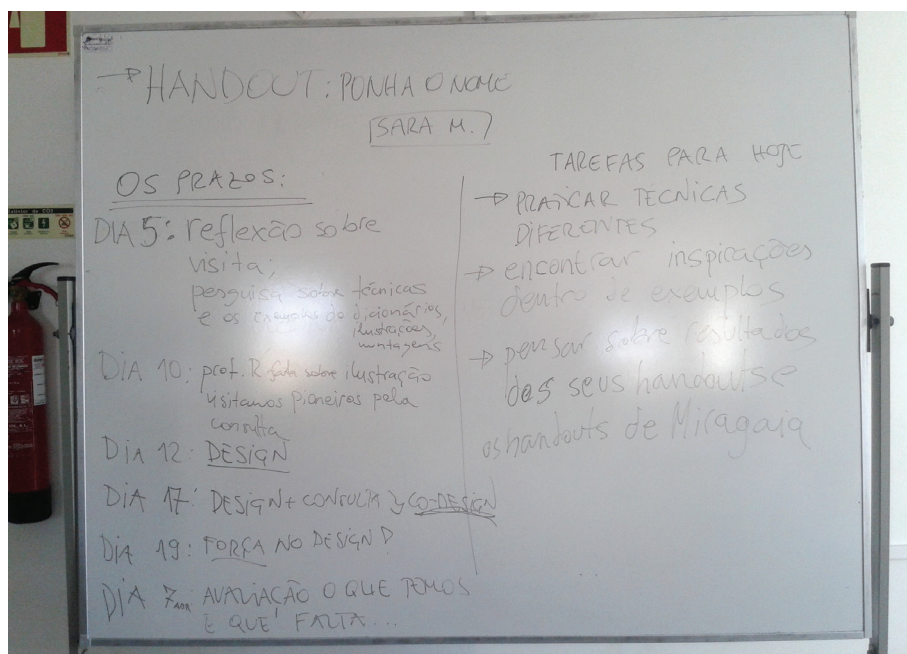 → HANDOUT: PONHA O NOME
SARA M.
OS PRAZOS:
DIA 5: reflexão sobre
visita;
pesquisa sobre técnicas
e os exemplos de dicionários,
ilustrações,
montagens
DIA 10: prof. R. fala sobre ilustração
visitamos pioneiros pela
consulta
DIA 12: DESIGN
DIA 17: DESIGN + CONSULTA CO-DESIGN
DIA 19: FORÇA NO DESIGN!
DIA 7 ABR AVALIAÇÃO O QUE TEMOS
E QUE FALTA...
TAREFAS PARA HOJE
→ PRATICAR TÉCNICAS
DIFERENTES
→ encontrar inspirações
dentro de exemplos
→ pensar sobre resultados
dos seus handouts e
os handouts de Miragaia